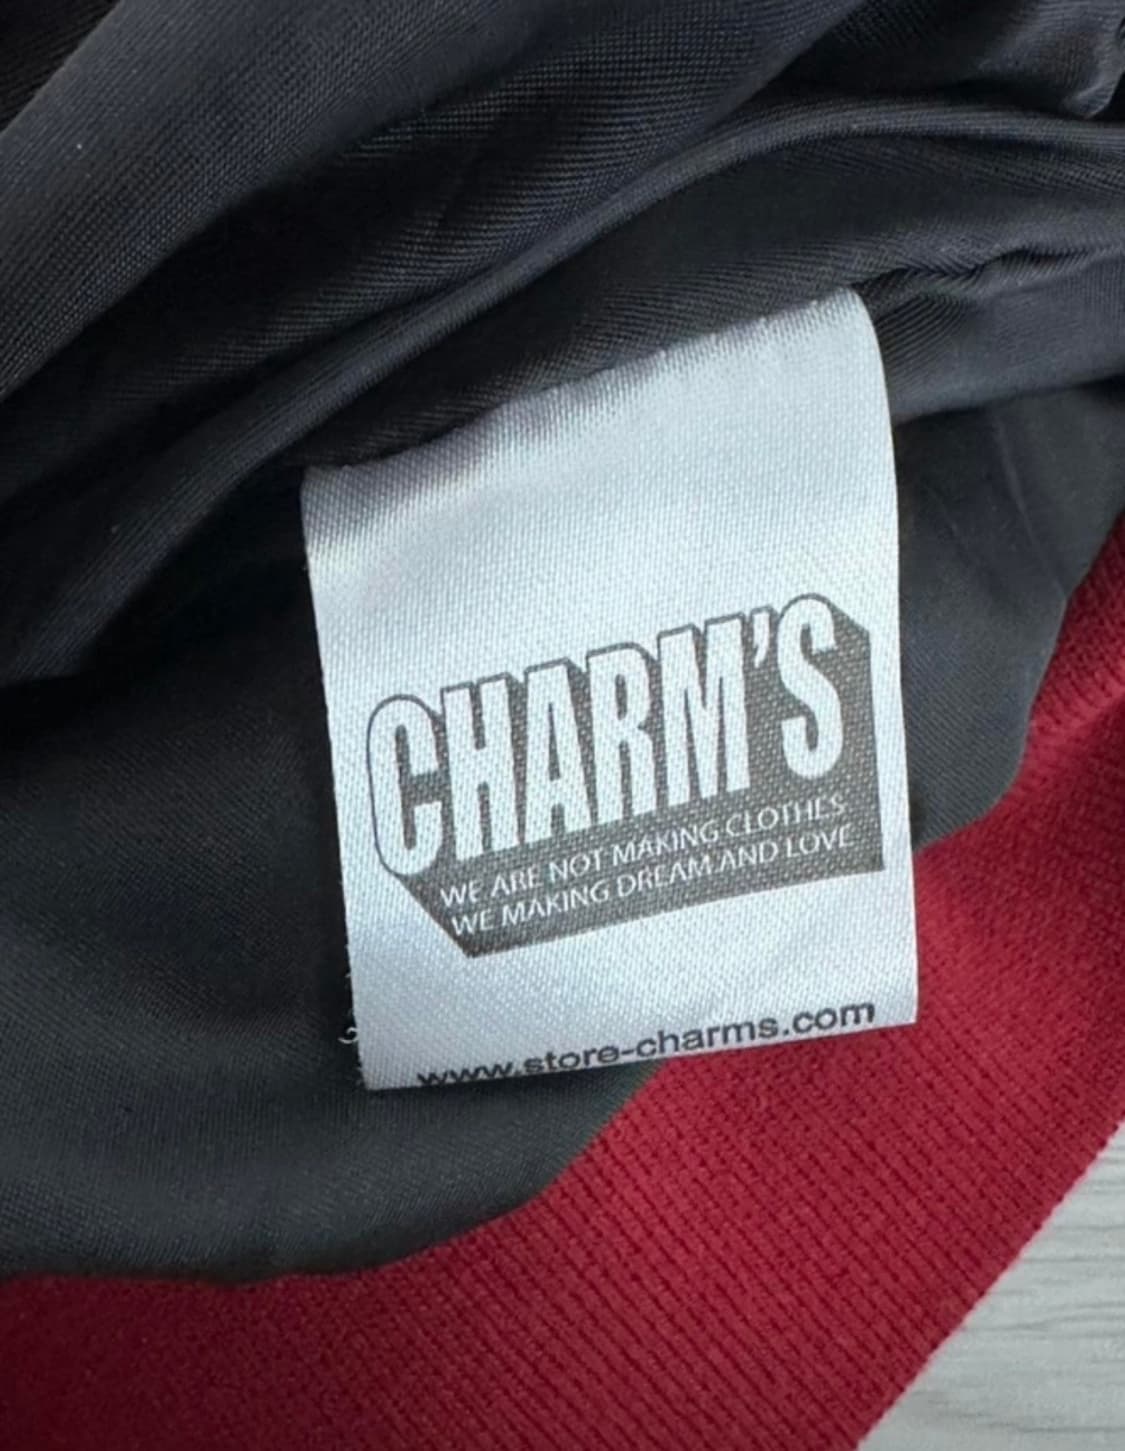 CHARM'S
WE ARE NOT MAKING CLOTHES
WE MAKING DREAM AND LOVE
www.store-charms.com